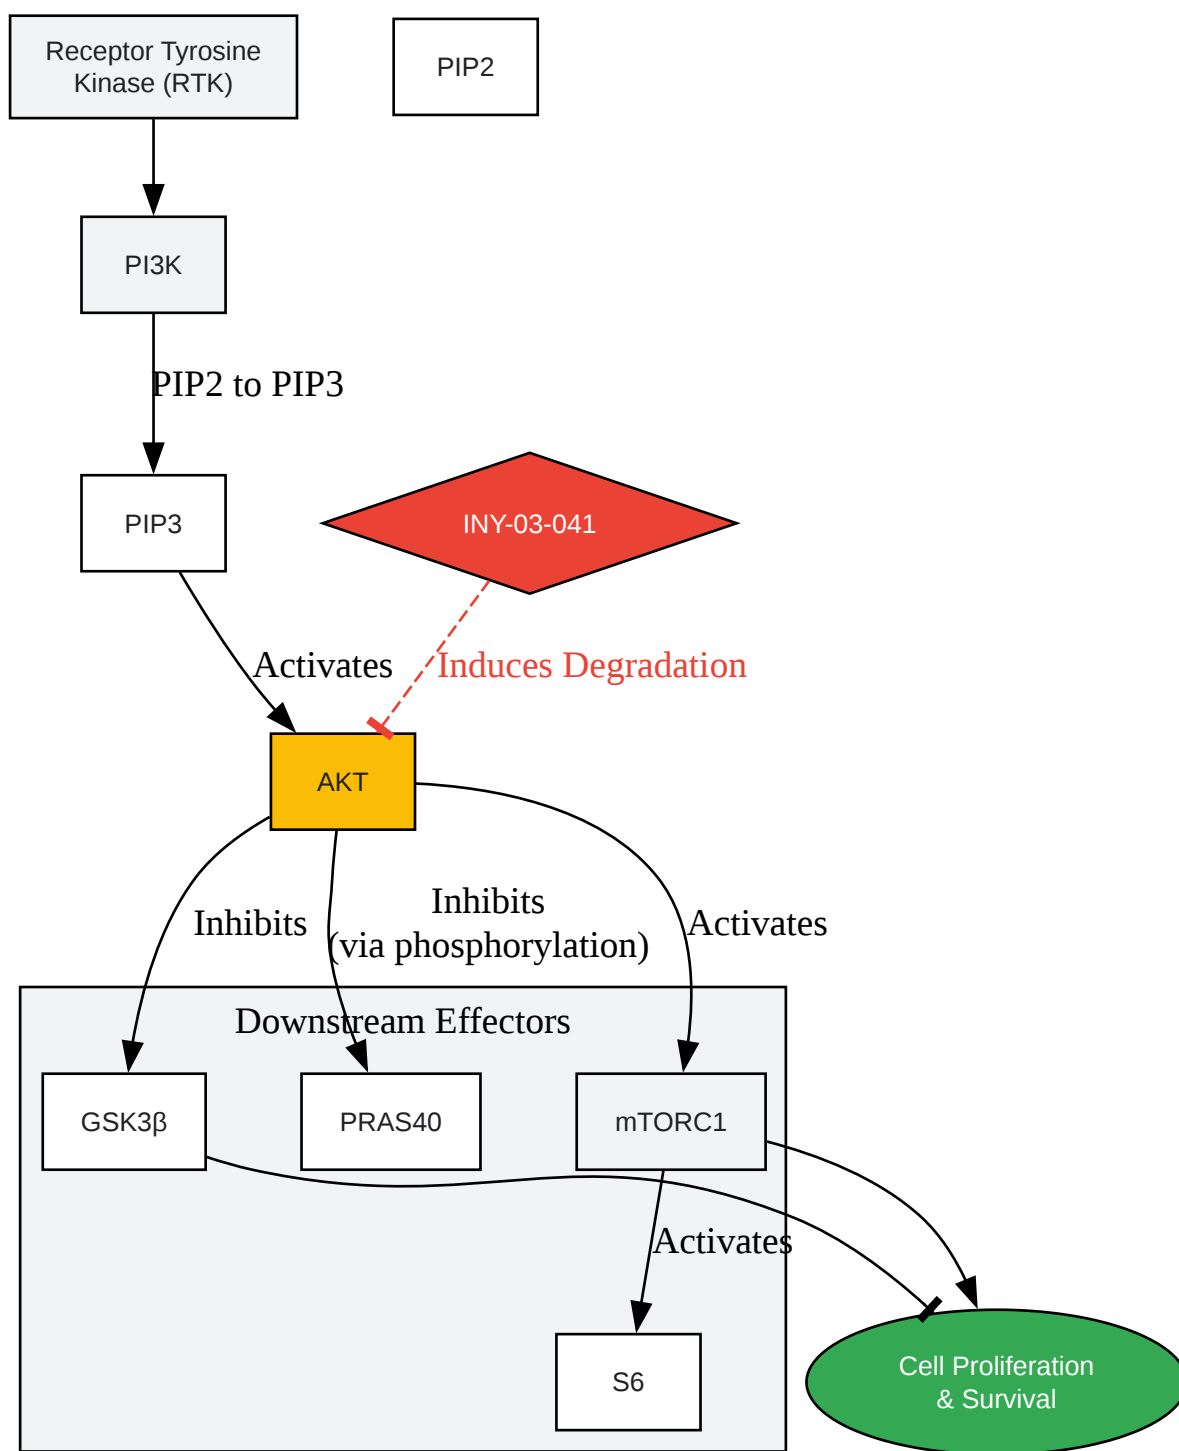 Receptor Tyrosine
Kinase (RTK)
PIP2
PI3K
PIP2 to PIP3
PIP3
INY-03-041
Activates
Induces Degradation
AKT
Inhibits
Inhibits
(via phosphorylation)
Activates
Downstream Effectors
GSK3β
PRAS40
mTORC1
Activates
S6
Cell Proliferation
& Survival